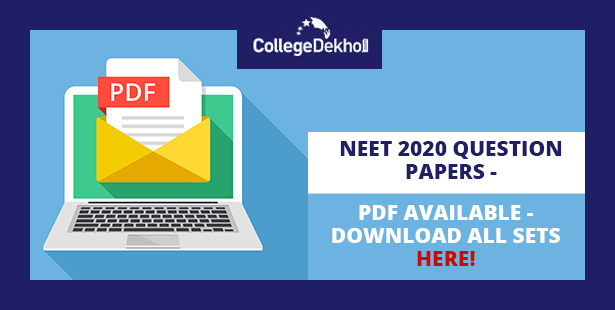 CollegeDekho
PDF
NEET 2020 QUESTION
PAPERS -
PDF AVAILABLE -
DOWNLOAD ALL SETS
HERE!